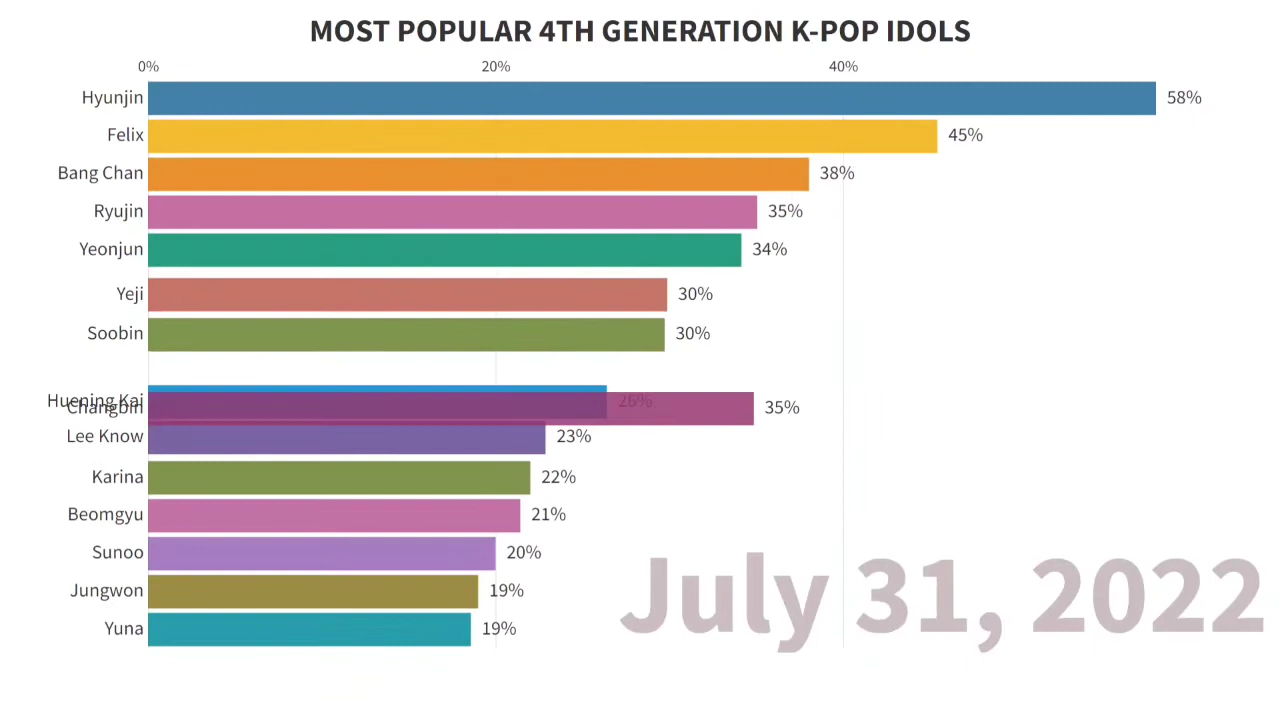 MOST POPULAR 4TH GENERATION K-POP IDOLS
0% 20% 40%
Hyunjin 58%
Felix 45%
Bang Chan 38%
Ryujin 35%
Yeonjun 34%
Yeji 30%
Soobin 30%
Huening Kai 26%
Changbin 35%
Lee Know 23%
Karina 22%
Beomgyu 21%
Sunoo 20%
Jungwon 19%
Yuna 19%
July 31, 2022